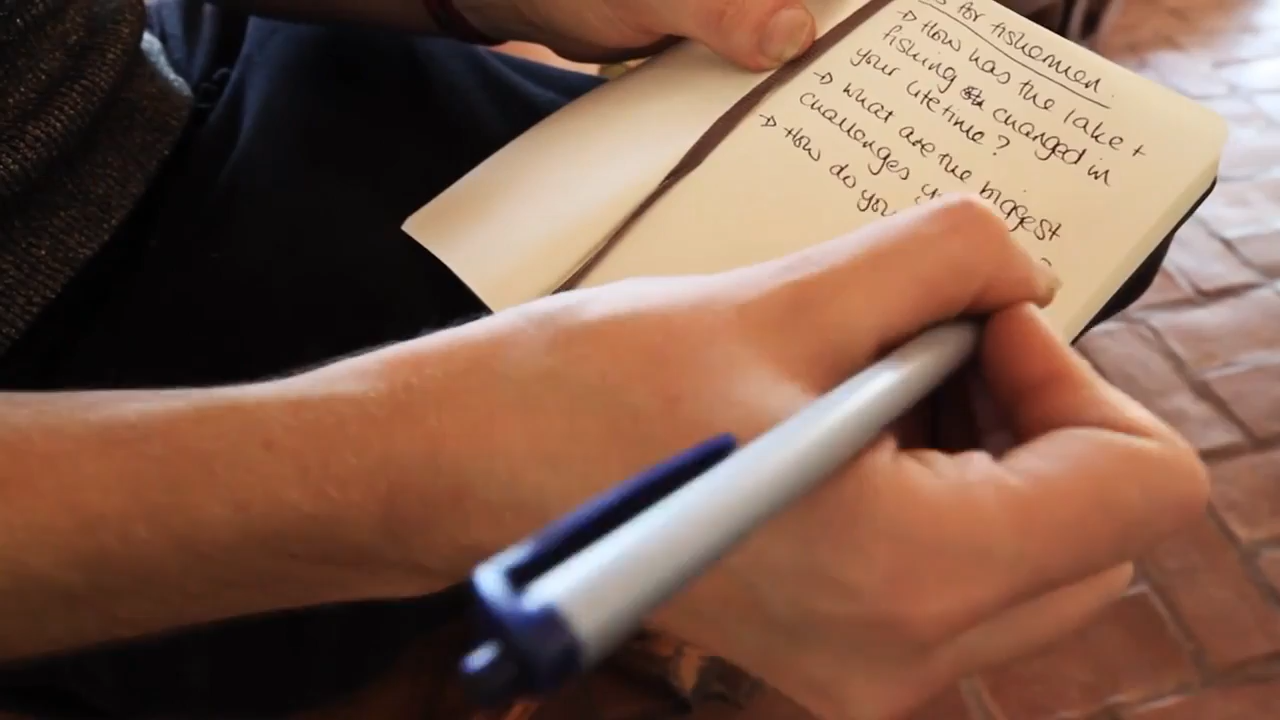 for fishermen.
→ How has the lake +
fishing changed in
your lifetime?
→ what are the biggest
challenges
?
→ How do you